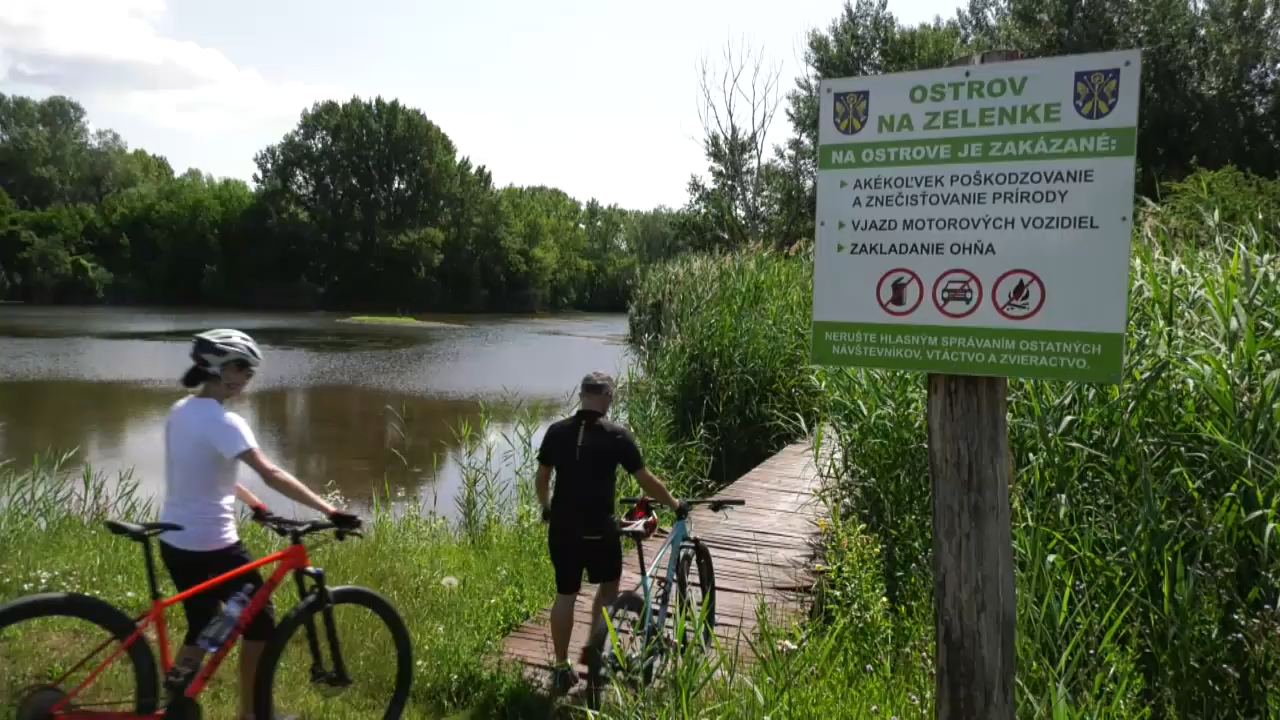 OSTROV
NA ZELENKE
NA OSTROVE JE ZAKÁZANÉ:
AKÉKOĽVEK POŠKODZOVANIE
A ZNEČISŤOVANIE PRÍRODY
VJAZD MOTOROVÝCH VOZIDIEL
ZAKLADANIE OHŇA
NERUŠTE HLASNÝM SPRÁVANÍM OSTATNÝCH
NÁVŠTEVNÍKOV, VTÁCTVO A ZVIERACTVO.